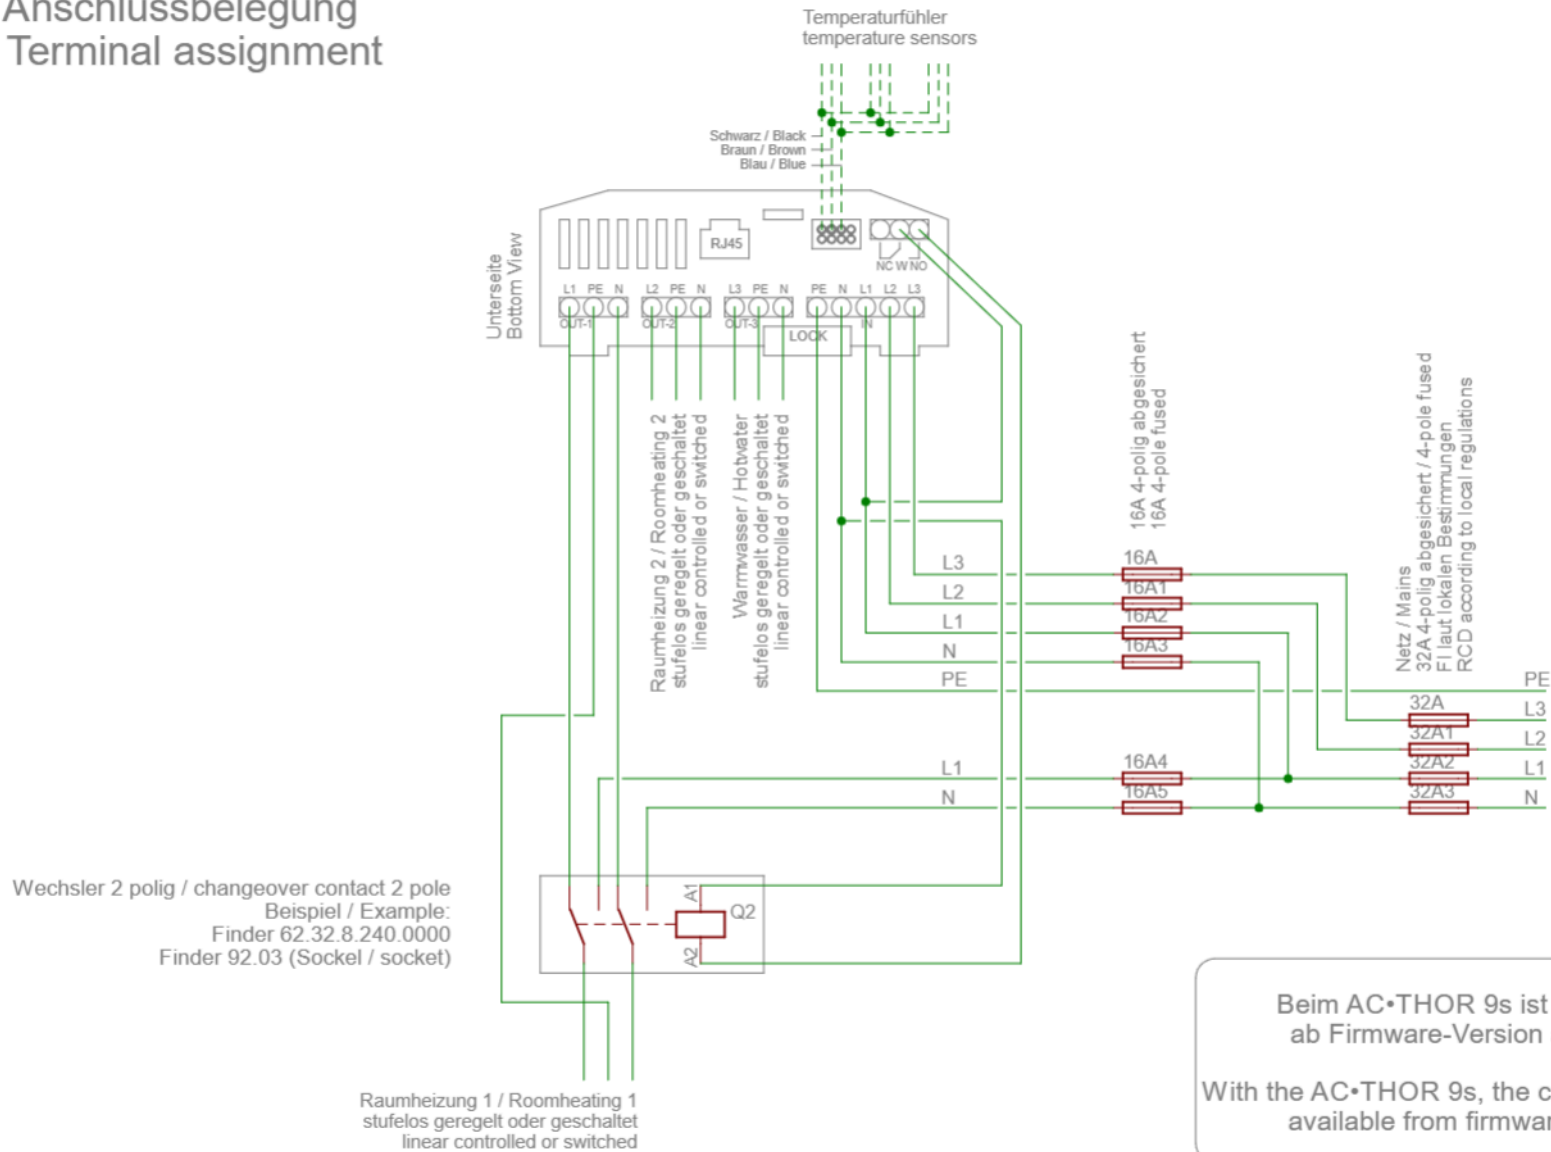 Anschlussbelegung
Terminal assignment
Temperaturfühler
temperature sensors
Schwarz / Black
Braun / Brown
Blau / Blue
Unterseite
Bottom View
RJ45
NC W NO
L1 PE N
L2 PE N
L3 PE N
PE N L1 L2 L3
OUT-1
OUT-2
OUT-3
IN
LOCK
Raumheizung 2 / Roomheating 2
stufelos geregelt oder geschaltet
linear controlled or switched
Warmwasser / Hotwater
stufelos geregelt oder geschaltet
linear controlled or switched
16A 4-polig abgesichert
16A 4-pole fused
Netz / Mains
32A 4-polig abgesichert / 4-pole fused
FI laut lokalen Bestimmungen
RCD according to local regulations
L3
16A
L2
16A1
L1
16A2
N
16A3
PE
PE
32A
L3
32A1
L2
L1
16A4
32A2
L1
N
16A5
32A3
N
Wechsler 2 polig / changeover contact 2 pole
Beispiel / Example:
Finder 62.32.8.240.0000
Finder 92.03 (Sockel / socket)
A1
Q2
A2
Raumheizung 1 / Roomheating 1
stufelos geregelt oder geschaltet
linear controlled or switched
Beim AC•THOR 9s ist
ab Firmware-Version
With the AC•THOR 9s, the c
available from firmwar